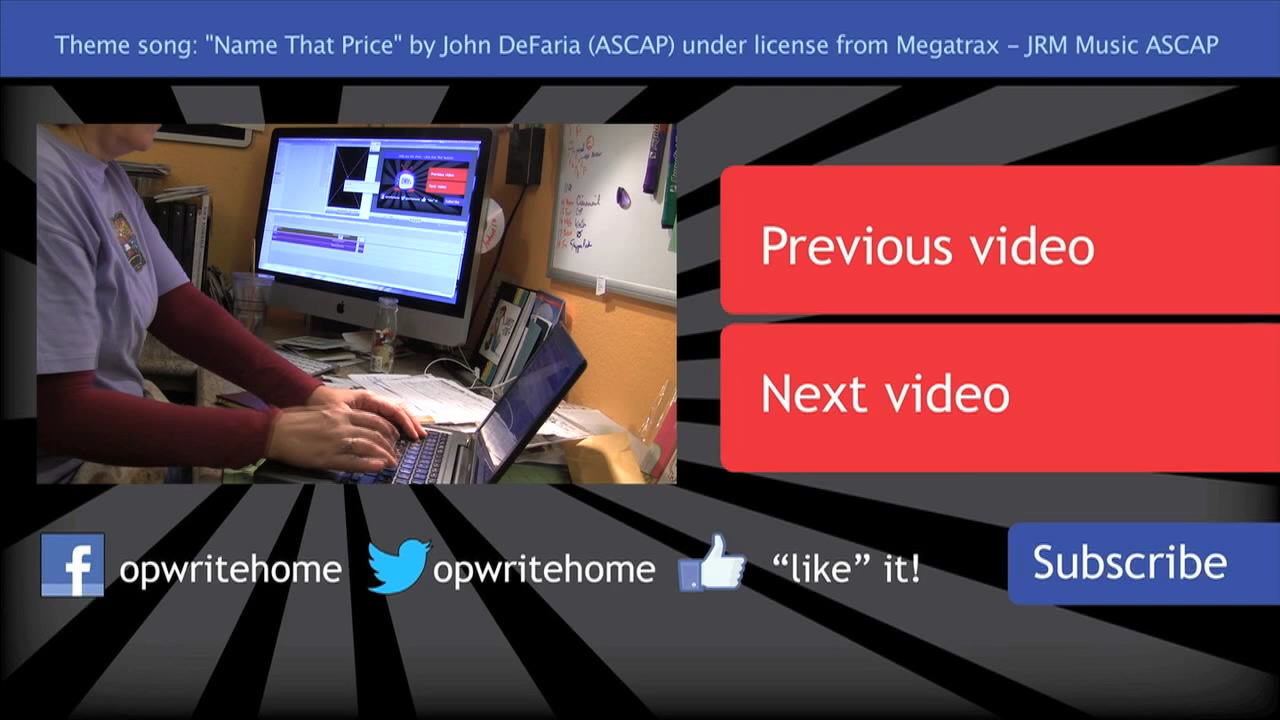 Theme song: "Name That Price" by John DeFaria (ASCAP) under license from Megatrax – JRM Music ASCAP
Previous video
Next video
opwritehome
opwritehome
“like” it!
Subscribe